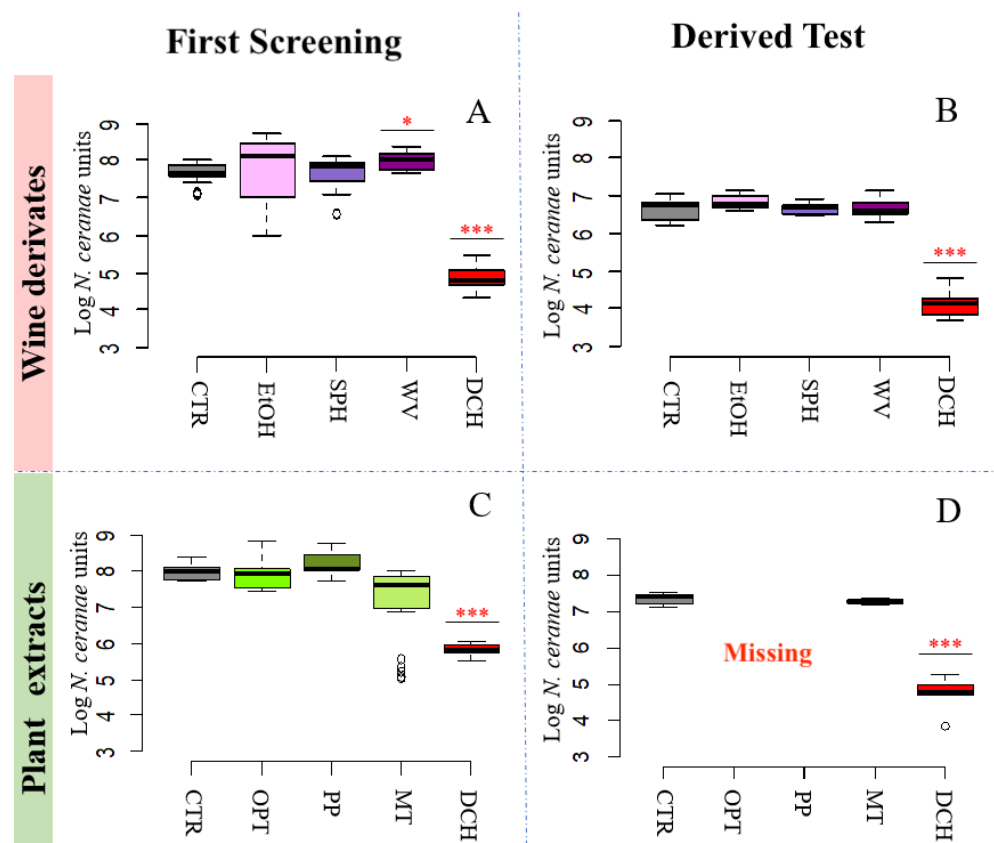 First Screening
Derived Test
Wine derivates
A
*
***
Log N. ceranae units
9
8
7
6
5
4
3
CTR
EtOH
SPH
WV
DCH
B
***
Log N. ceranae units
9
8
7
6
5
4
3
CTR
EtOH
SPH
WV
DCH
Plant extracts
C
***
Log N. ceranae units
9
8
7
6
5
4
3
CTR
OPT
PP
MT
DCH
D
***
Missing
Log N. ceranae units
9
8
7
6
5
4
3
CTR
OPT
PP
MT
DCH